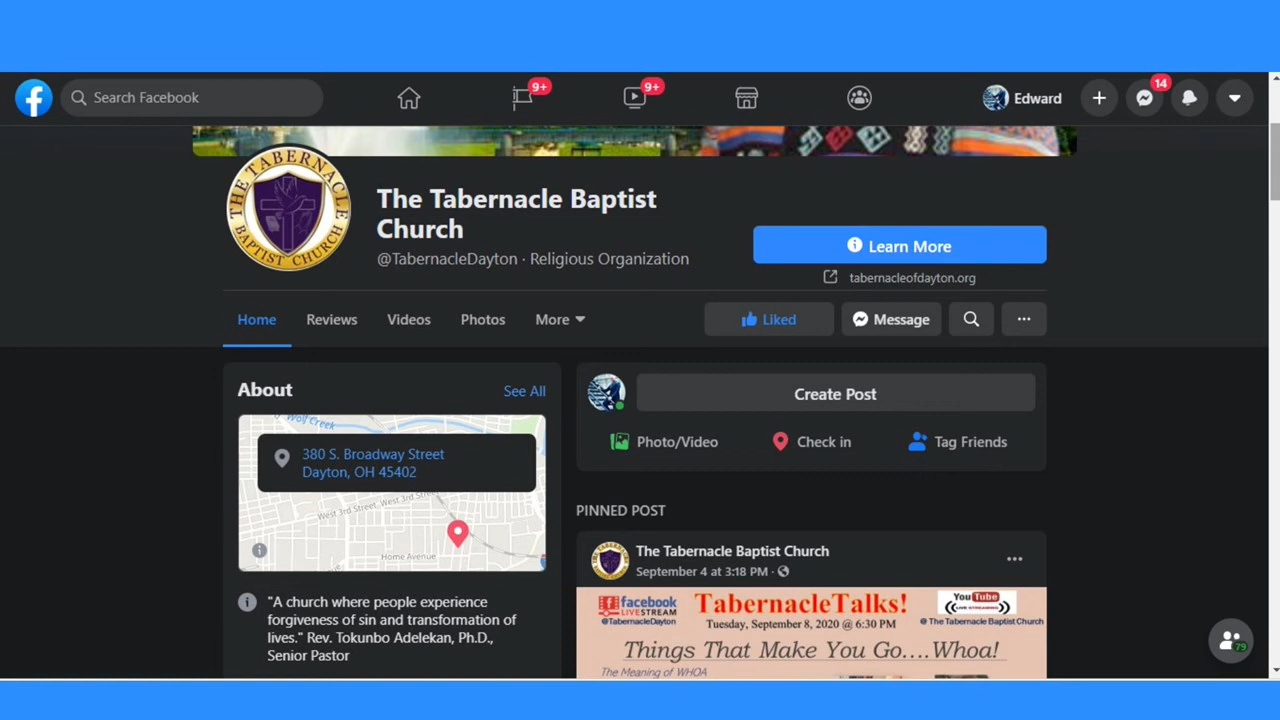 Search Facebook
9+
9+
Edward
14
THE TABERNACLE
BAPTIST CHURCH
The Tabernacle Baptist
Church
@TabernacleDayton · Religious Organization
Learn More
tabernacleofdayton.org
Home
Reviews
Videos
Photos
More
Liked
Message
...
About
See All
Wolf Creek
380 S. Broadway Street
Dayton, OH 45402
West 3rd Street
West 3rd Stre
Home Avenue
"A church where people experience
forgiveness of sin and transformation of
lives." Rev. Tokunbo Adelekan, Ph.D.,
Senior Pastor
Create Post
Photo/Video
Check in
Tag Friends
PINNED POST
The Tabernacle Baptist Church
September 4 at 3:18 PM ·
...
facebook
LIVESTREAM
@TabernacleDayton
TabernacleTalks!
Tuesday, September 8, 2020 @ 6:30 PM
YouTube
LIVE STREAMING
@ The Tabernacle Baptist Church
Things That Make You Go....Whoa!
The Meaning of WHOA
79